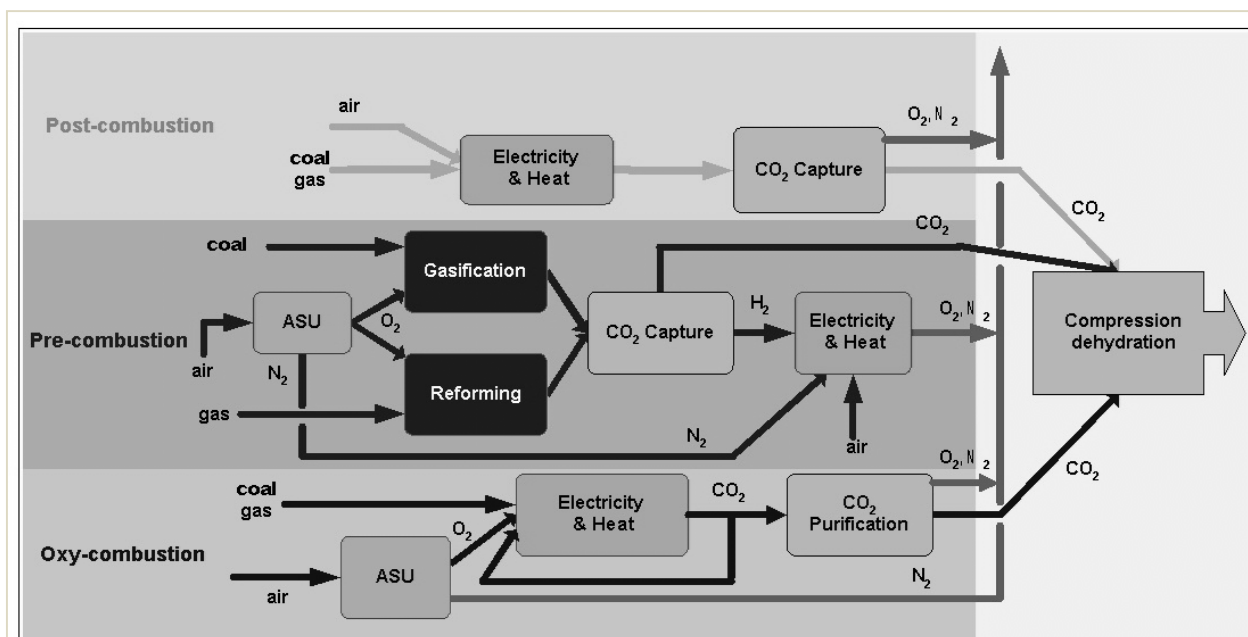 Post-combustion
air
coal
gas
Electricity
& Heat
CO₂ Capture
O₂, N₂
CO₂
Pre-combustion
coal
Gasification
CO₂
ASU
O₂
air
N₂
gas
Reforming
CO₂ Capture
H₂
Electricity
& Heat
O₂, N₂
N₂
air
Compression
dehydration
Oxy-combustion
coal
gas
O₂
Electricity
& Heat
CO₂
CO₂
Purification
O₂, N₂
CO₂
air
ASU
N₂